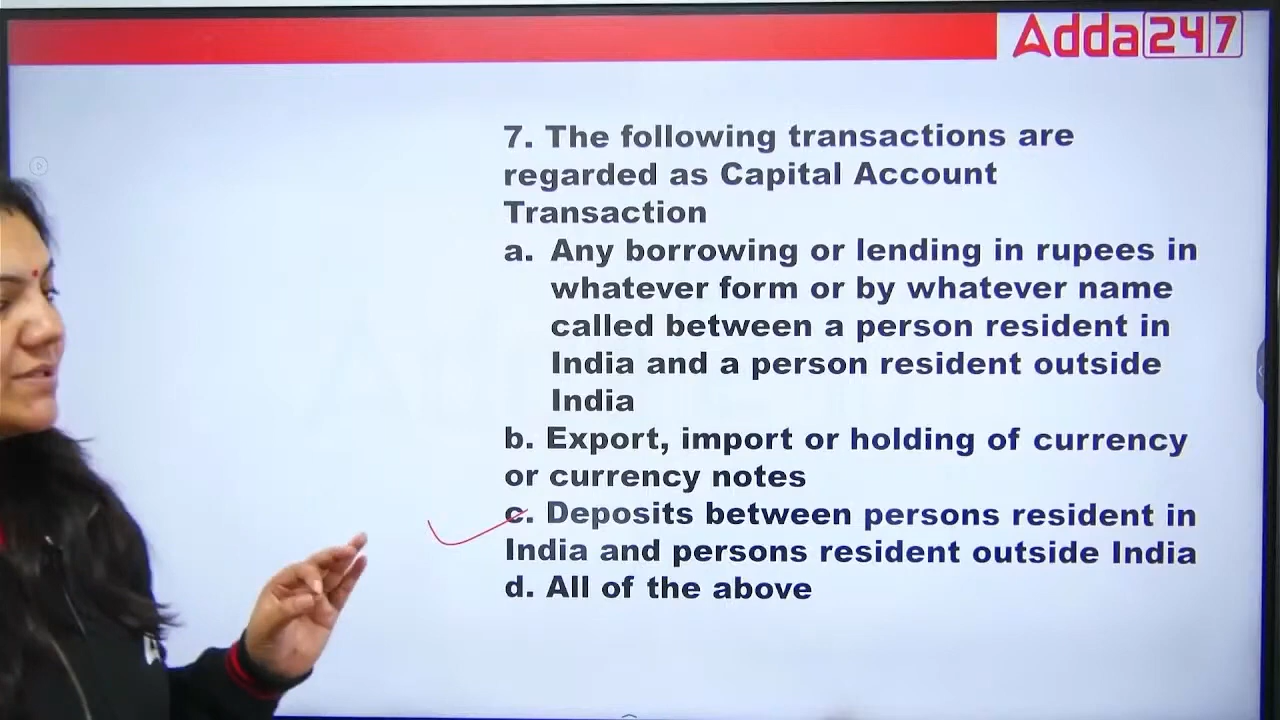 Adda247
7. The following transactions are
regarded as Capital Account
Transaction
a. Any borrowing or lending in rupees in
whatever form or by whatever name
called between a person resident in
India and a person resident outside
India
b. Export, import or holding of currency
or currency notes
c. Deposits between persons resident in
India and persons resident outside India
d. All of the above